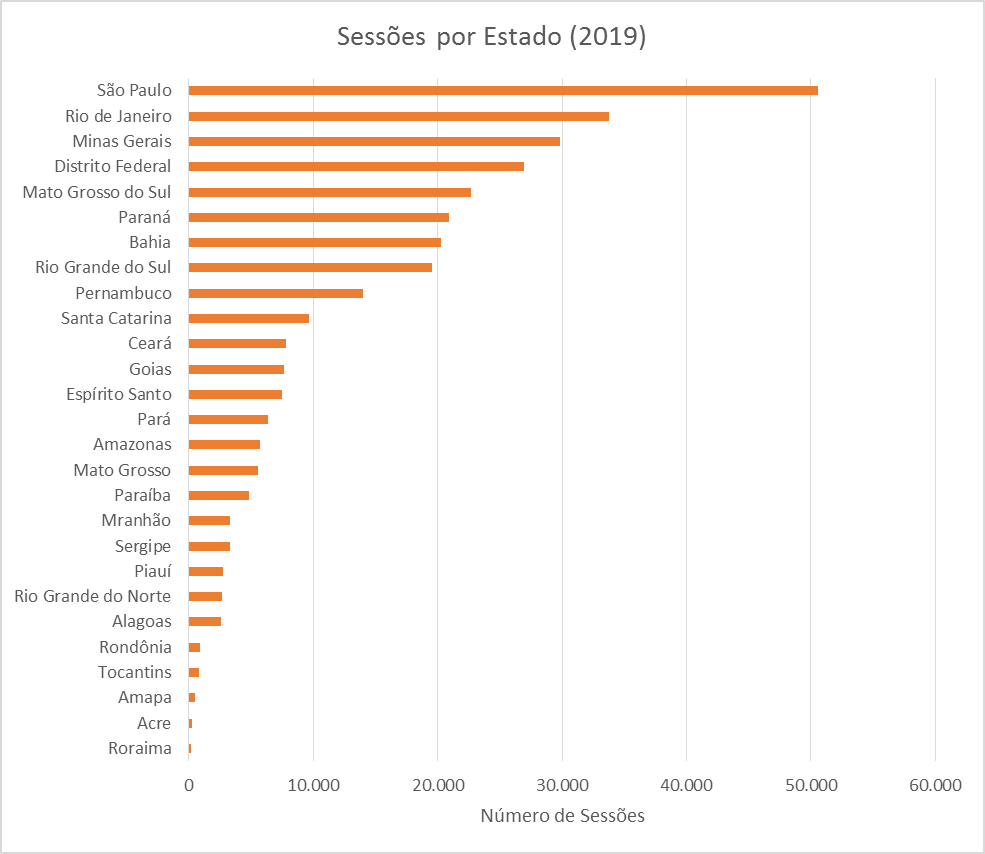 Sessões por Estado (2019)
São Paulo
Rio de Janeiro
Minas Gerais
Distrito Federal
Mato Grosso do Sul
Paraná
Bahia
Rio Grande do Sul
Pernambuco
Santa Catarina
Ceará
Goias
Espírito Santo
Pará
Amazonas
Mato Grosso
Paraíba
Mranhão
Sergipe
Piauí
Rio Grande do Norte
Alagoas
Rondônia
Tocantins
Amapa
Acre
Roraima
0 10.000 20.000 30.000 40.000 50.000 60.000
Número de Sessões